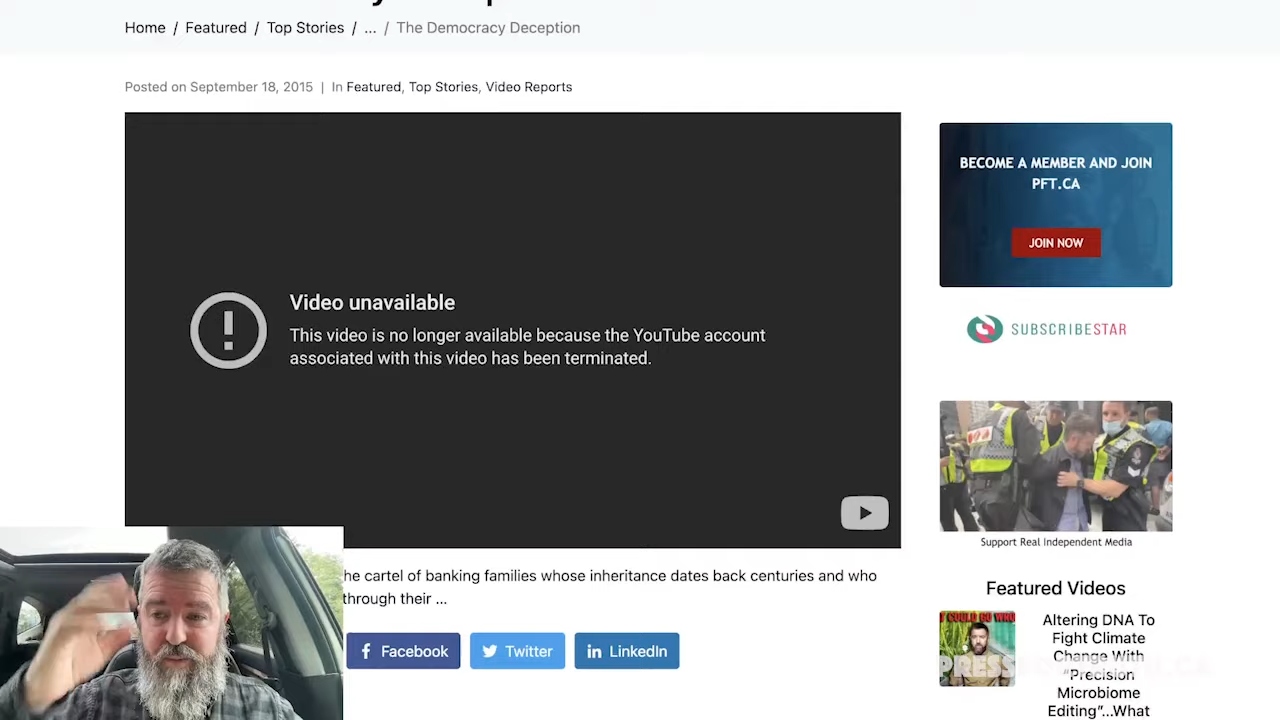 Home / Featured / Top Stories / ... / The Democracy Deception
Posted on September 18, 2015 | In Featured, Top Stories, Video Reports
Video unavailable
This video is no longer available because the YouTube account
associated with this video has been terminated.
he cartel of banking families whose inheritance dates back centuries and who
through their ...
Facebook
Twitter
LinkedIn
BECOME A MEMBER AND JOIN
PFT.CA
JOIN NOW
SUBSCRIBESTAR
Support Real Independent Media
Featured Videos
Altering DNA To
Fight Climate
Change With
“Precision
Microbiome
Editing”...What